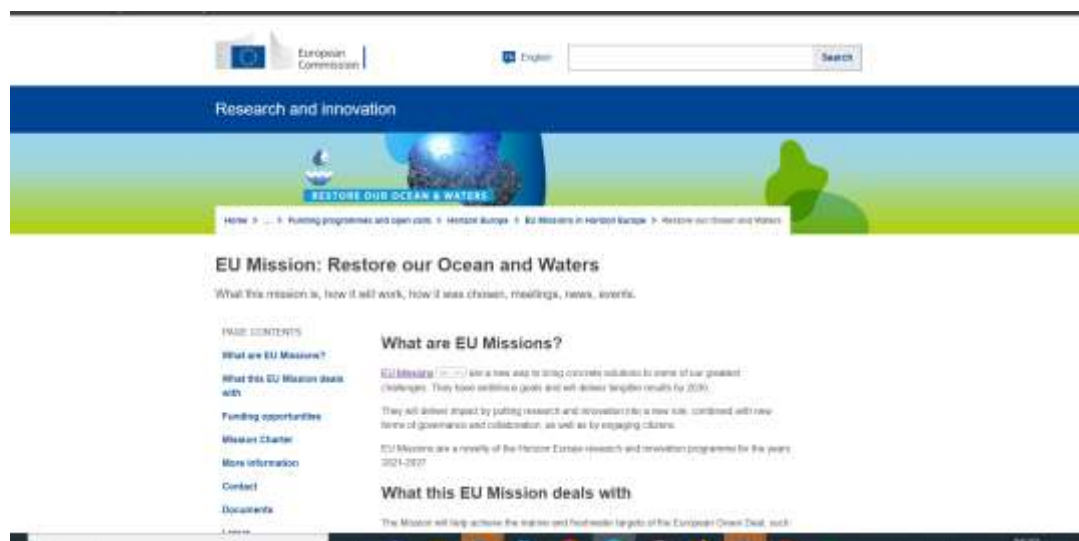 European
Commission
EN English
Search
Research and innovation
RESTORE OUR OCEAN & WATERS
Home > ... > Funding programmes and open calls > Horizon Europe > EU Missions in Horizon Europe > Restore our Ocean and Waters
EU Mission: Restore our Ocean and Waters
What this mission is, how it will work, how it was chosen, meetings, news, events.
PAGE CONTENTS
What are EU Missions?
What this EU Mission deals
with
Funding opportunities
Mission Charter
More information
Contact
Documents
Latest
What are EU Missions?
EU Missions are a new way to bring concrete solutions to some of our greatest
challenges. They have ambitious goals and will deliver tangible results by 2030.
They will deliver impact by putting research and innovation into a new role, combined with new
forms of governance and collaboration, as well as by engaging citizens.
EU Missions are a novelty of the Horizon Europe research and innovation programme for the years
2021-2027.
What this EU Mission deals with
The Mission will help achieve the marine and freshwater targets of the European Green Deal, such